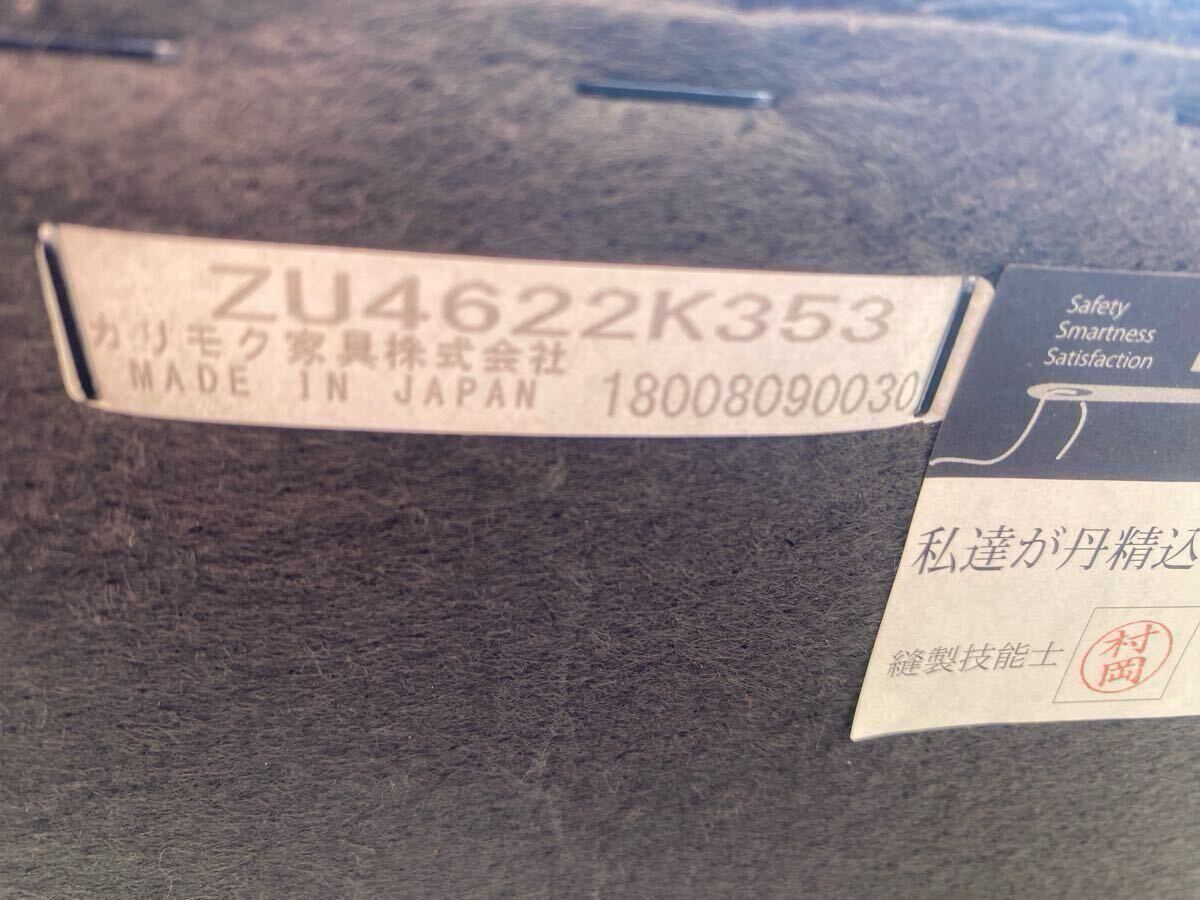 ZU4622K353
カリモク家具株式会社
MADE IN JAPAN 18008090030
Safety
Smartness
Satisfaction
私達が丹精込
縫製技能士
村岡